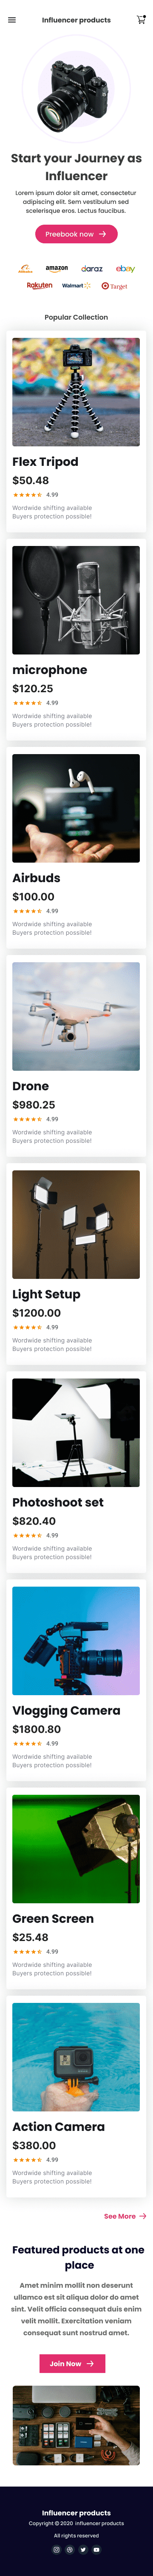 Influencer products
Start your Journey as
Influencer
Lorem ipsum dolor sit amet, consectetur
adipiscing elit. Sem vestibulum sed
scelerisque eros. Lectus faucibus.
Preebook now
alibaba
amazon
daraz
ebay
Rakuten
Walmart
Target
Popular Collection
Flex Tripod
$50.48
4.99
Wordwide shifting available
Buyers protection possible!
microphone
$120.25
4.99
Wordwide shifting available
Buyers protection possible!
Airbuds
$100.00
4.99
Wordwide shifting available
Buyers protection possible!
Drone
$980.25
4.99
Wordwide shifting available
Buyers protection possible!
Light Setup
$1200.00
4.99
Wordwide shifting available
Buyers protection possible!
Photoshoot set
$820.40
4.99
Wordwide shifting available
Buyers protection possible!
Vlogging Camera
$1800.80
4.99
Wordwide shifting available
Buyers protection possible!
Green Screen
$25.48
4.99
Wordwide shifting available
Buyers protection possible!
Action Camera
$380.00
4.99
Wordwide shifting available
Buyers protection possible!
See More
Featured products at one
place
Amet minim mollit non deserunt
ullamco est sit aliqua dolor do amet
sint. Velit officia consequat duis enim
velit mollit. Exercitation veniam
consequat sunt nostrud amet.
Join Now
Influencer products
Copyright © 2020 influencer products
All rights reserved